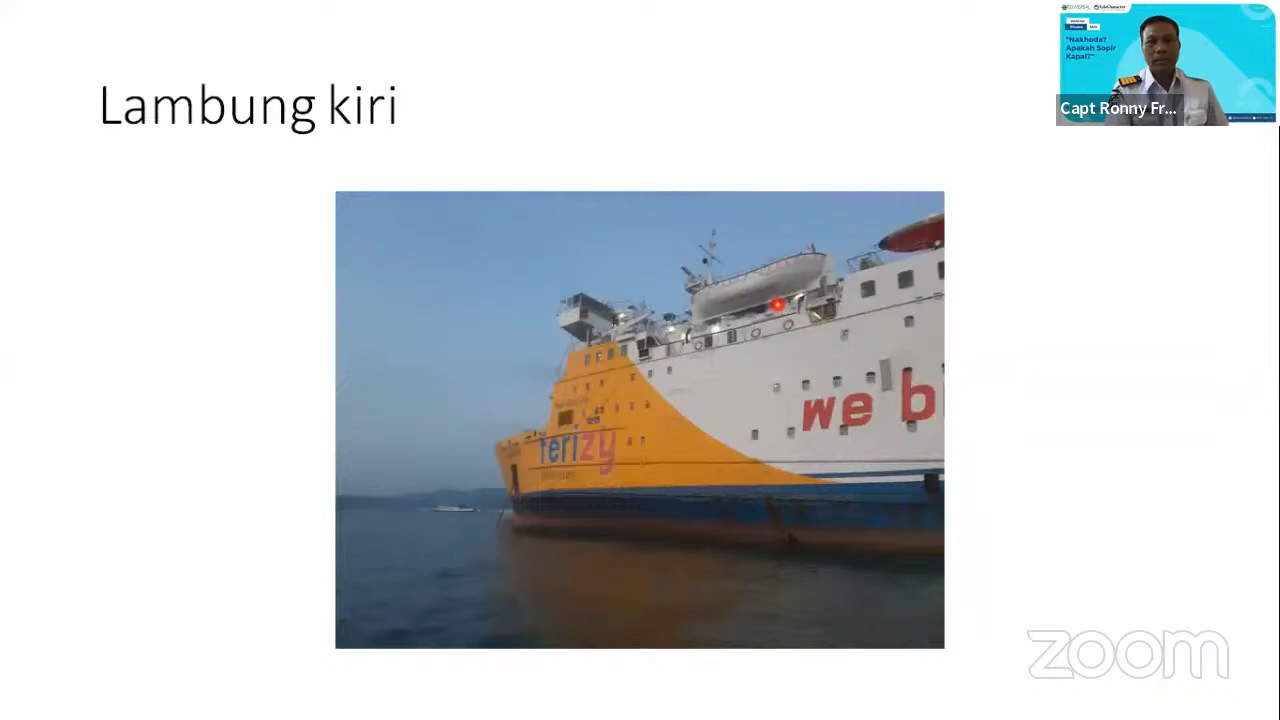 Lambung kiri
"Nakhoda?
Apakah Sopir
Kapal?"
Capt Ronny Fr...
ferizy
we b
zoom